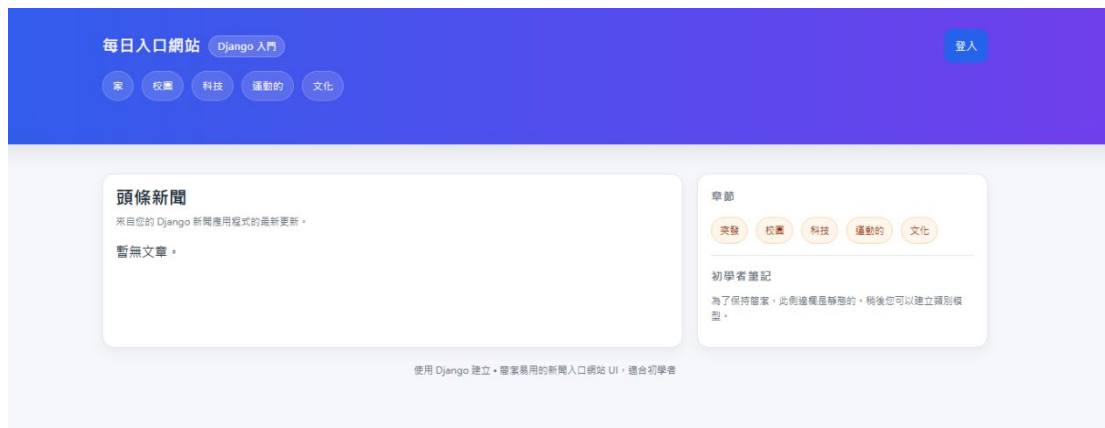 每日入口網站 Django 入門
登入
家 校園 科技 運動的 文化
頭條新聞
來自您的 Django 新聞應用程式的最新更新。
暫無文章。
章節
突發 校園 科技 運動的 文化
初學者筆記
為了保持簡潔，此側邊欄是靜態的。稍後您可以建立類別模
型。
使用 Django 建立 • 簡潔易用的新聞入口網站 UI，適合初學者